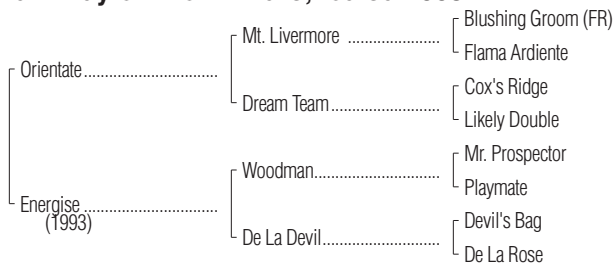 Blushing Groom (FR)
Mt. Livermore ....................
Flama Ardiente
Orientate................................
Cox's Ridge
Dream Team........................
Likely Double
Mr. Prospector
Woodman............................
Playmate
Energise ................................
(1993)
Devil's Bag
De La Devil..........................
De La Rose